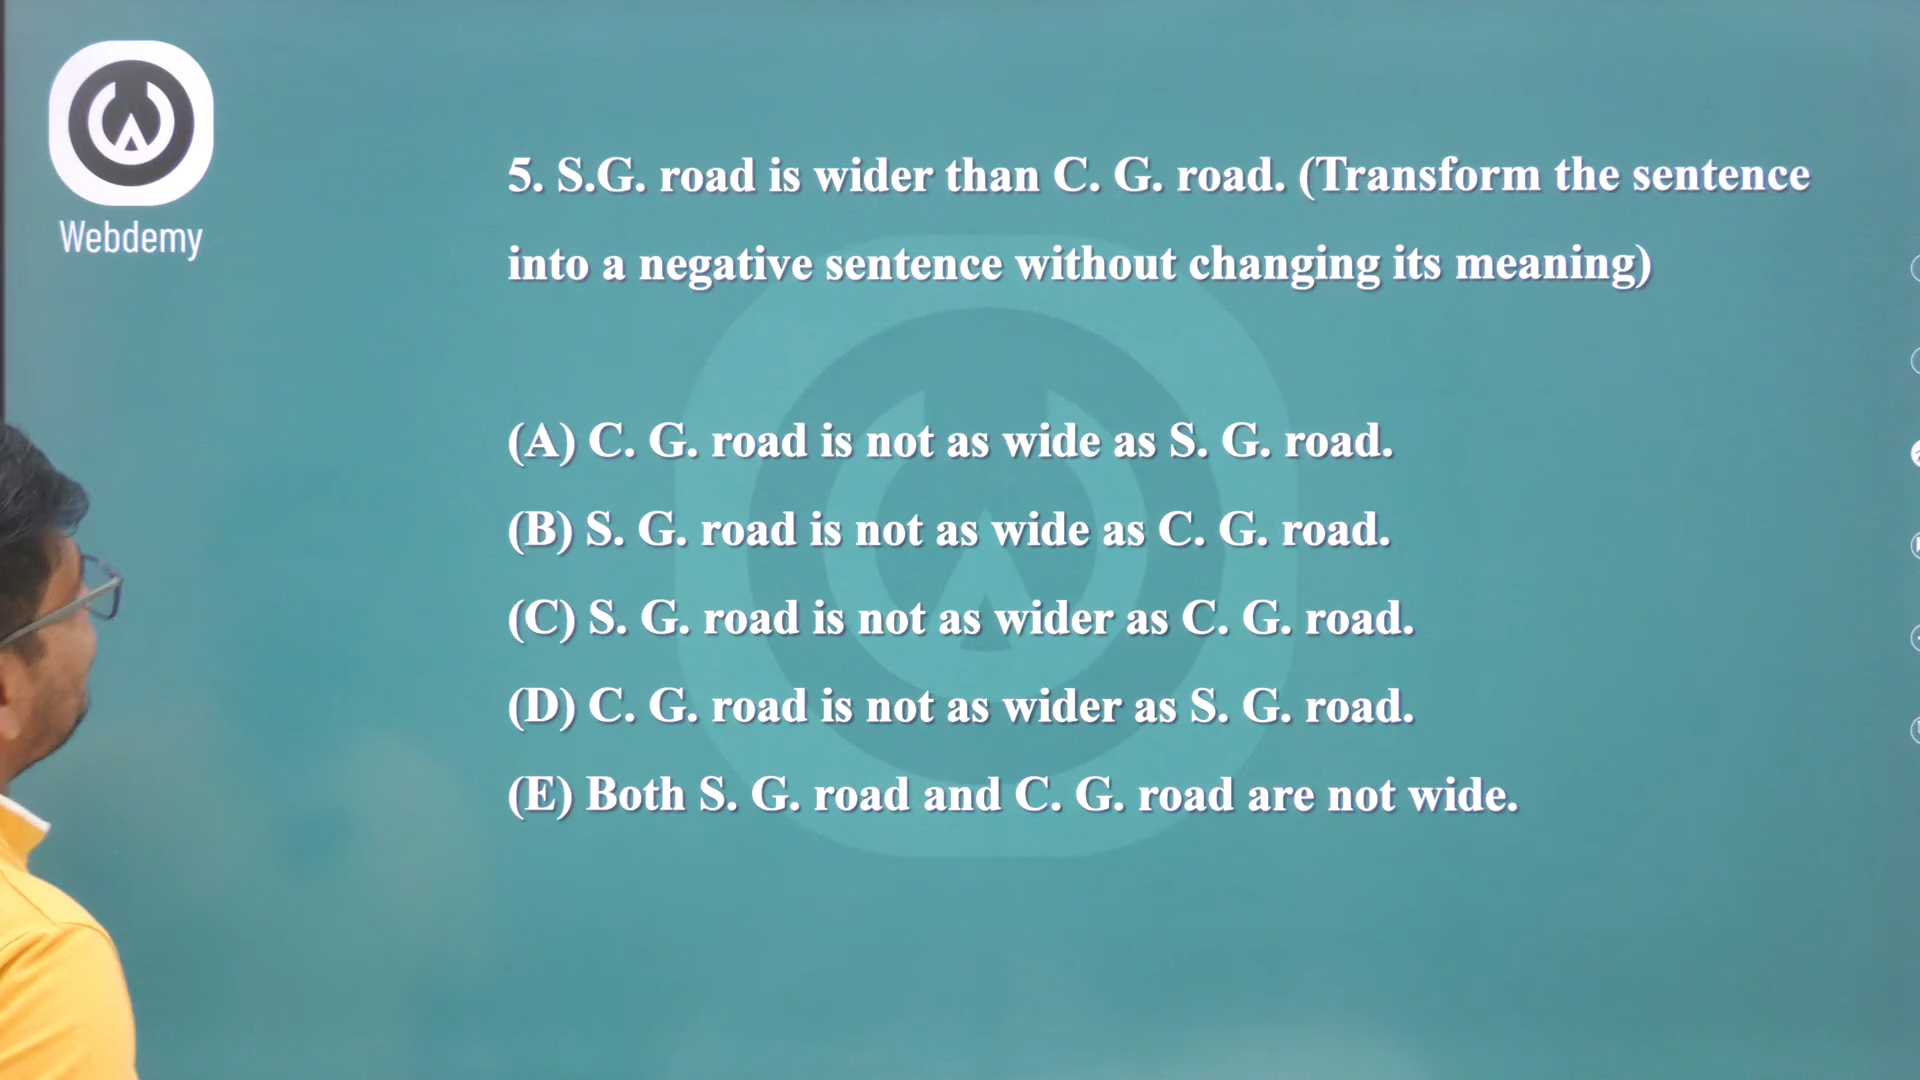 Webdemy
5. S.G. road is wider than C. G. road. (Transform the sentence
into a negative sentence without changing its meaning)
(A) C. G. road is not as wide as S. G. road.
(B) S. G. road is not as wide as C. G. road.
(C) S. G. road is not as wider as C. G. road.
(D) C. G. road is not as wider as S. G. road.
(E) Both S. G. road and C. G. road are not wide.